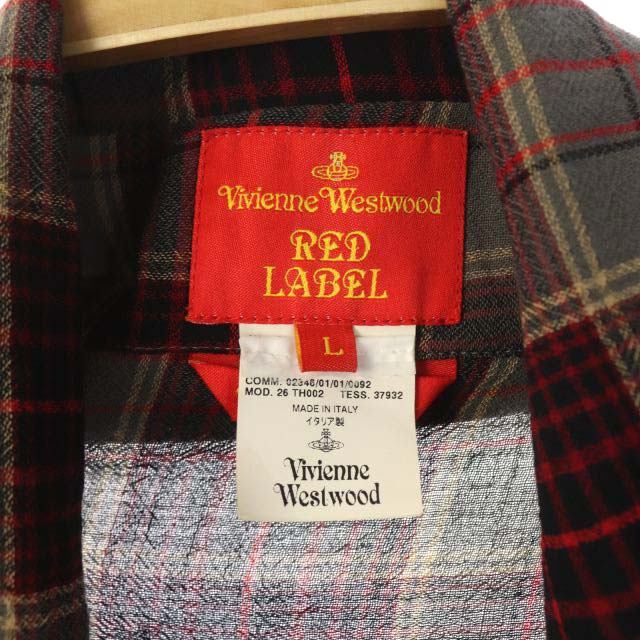 Vivienne Westwood
RED
LABEL
L
COMM. 02348/01/01/0092
MOD. 26 TH002 TESS. 37932
MADE IN ITALY
イタリア製
Vivienne
Westwood